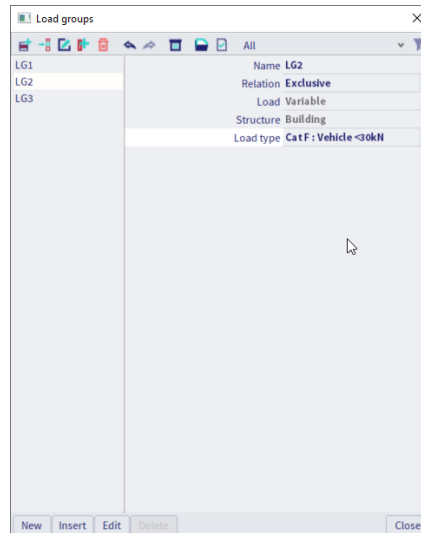 Load groups
All
LG1
LG2
LG3
Name LG2
Relation Exclusive
Load Variable
Structure Building
Load type Cat F : Vehicle <30kN
New Insert Edit Delete Close